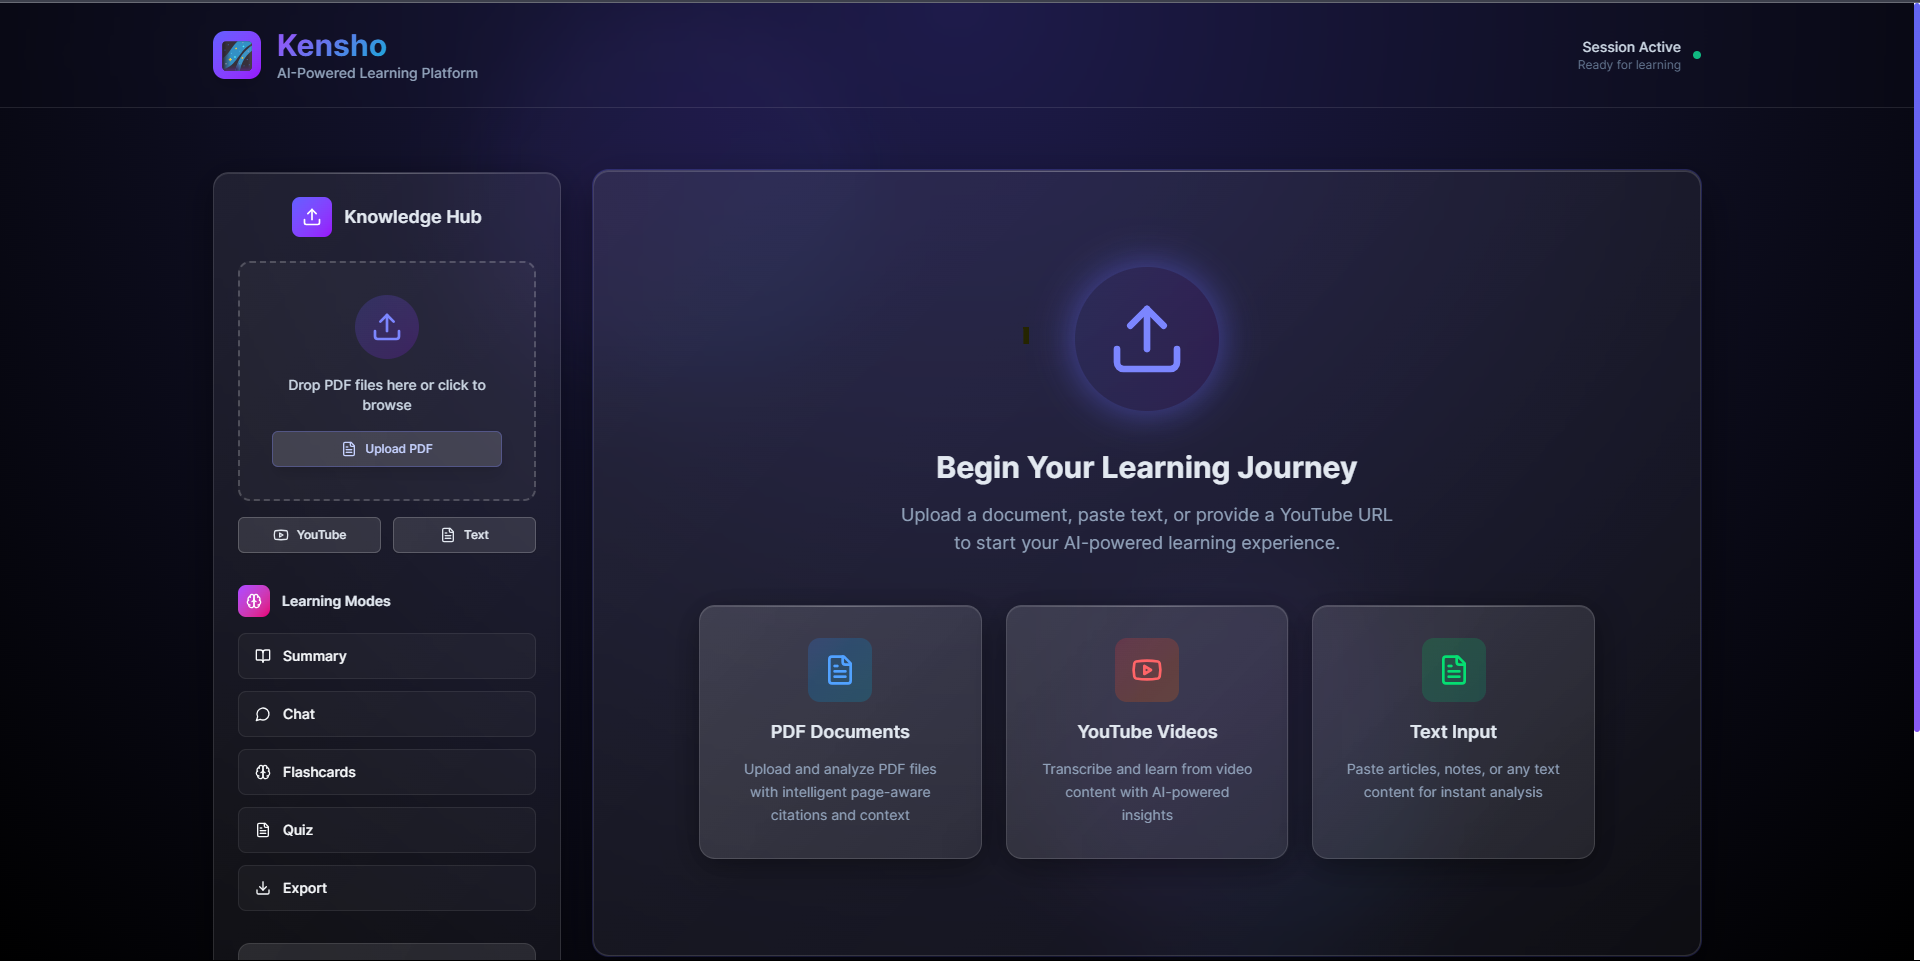 Kensho
AI-Powered Learning Platform
Session Active
Ready for learning
Knowledge Hub
Drop PDF files here or click to
browse
Upload PDF
YouTube
Text
Learning Modes
Summary
Chat
Flashcards
Quiz
Export
Begin Your Learning Journey
Upload a document, paste text, or provide a YouTube URL
to start your AI-powered learning experience.
PDF Documents
Upload and analyze PDF files
with intelligent page-aware
citations and context
YouTube Videos
Transcribe and learn from video
content with AI-powered
insights
Text Input
Paste articles, notes, or any text
content for instant analysis